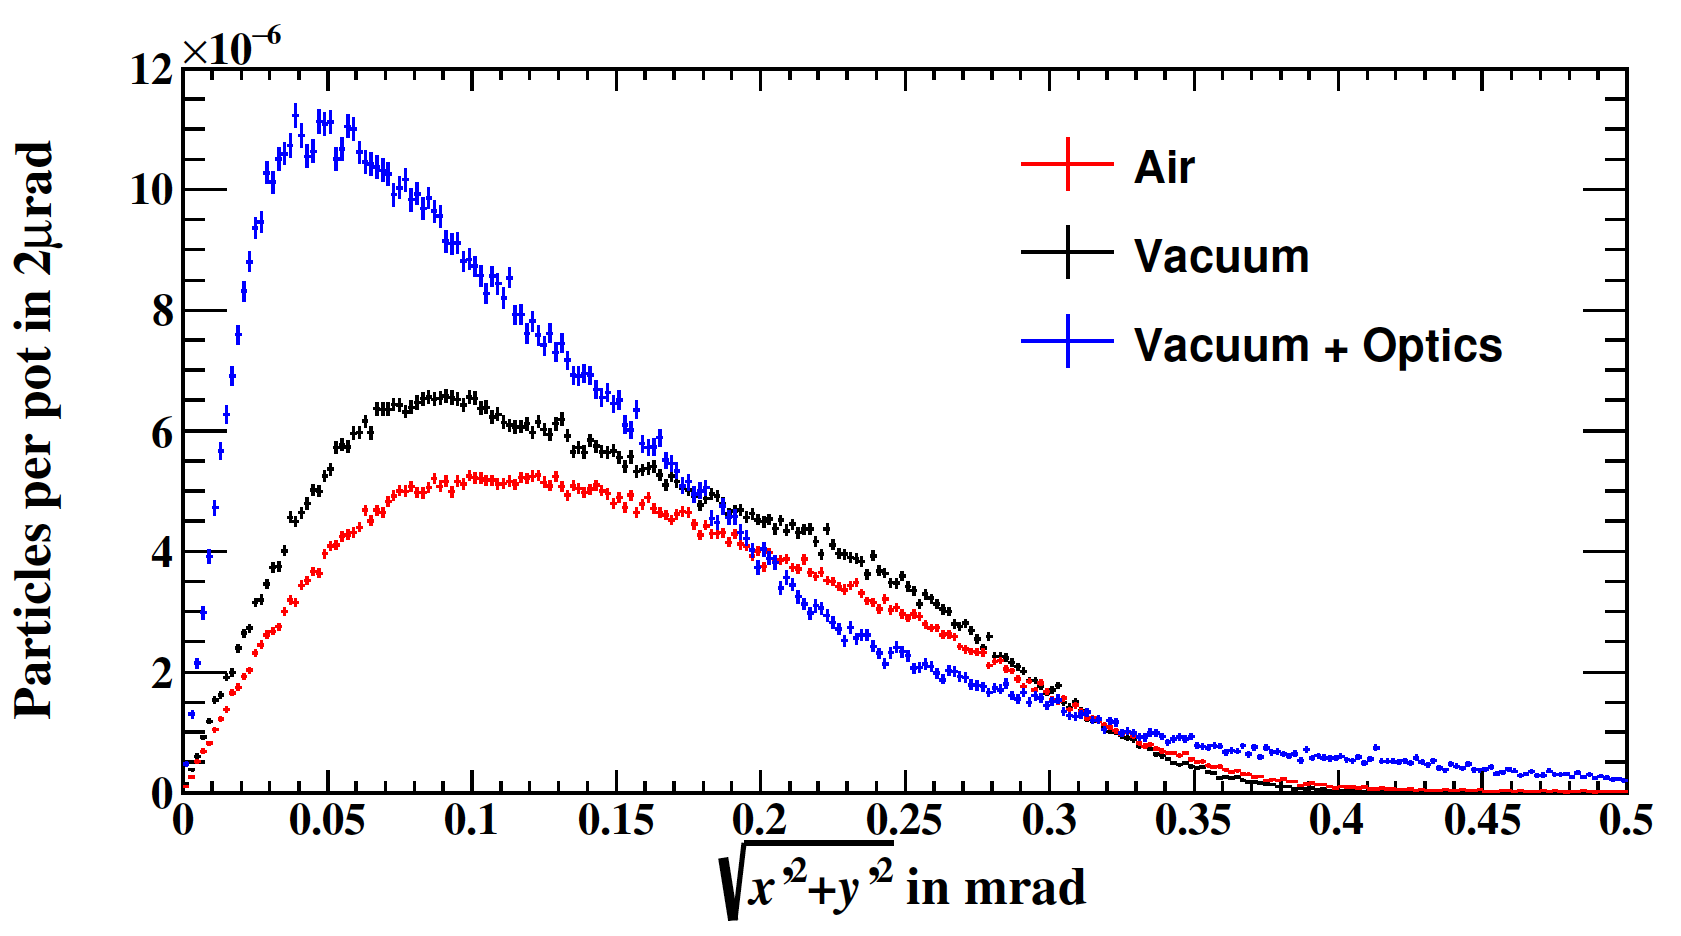 ×10⁻⁶
12
10
8
6
4
2
0
Particles per pot in 2μrad
Air
Vacuum
Vacuum + Optics
0 0.05 0.1 0.15 0.2 0.25 0.3 0.35 0.4 0.45 0.5
√x’²+y’² in mrad